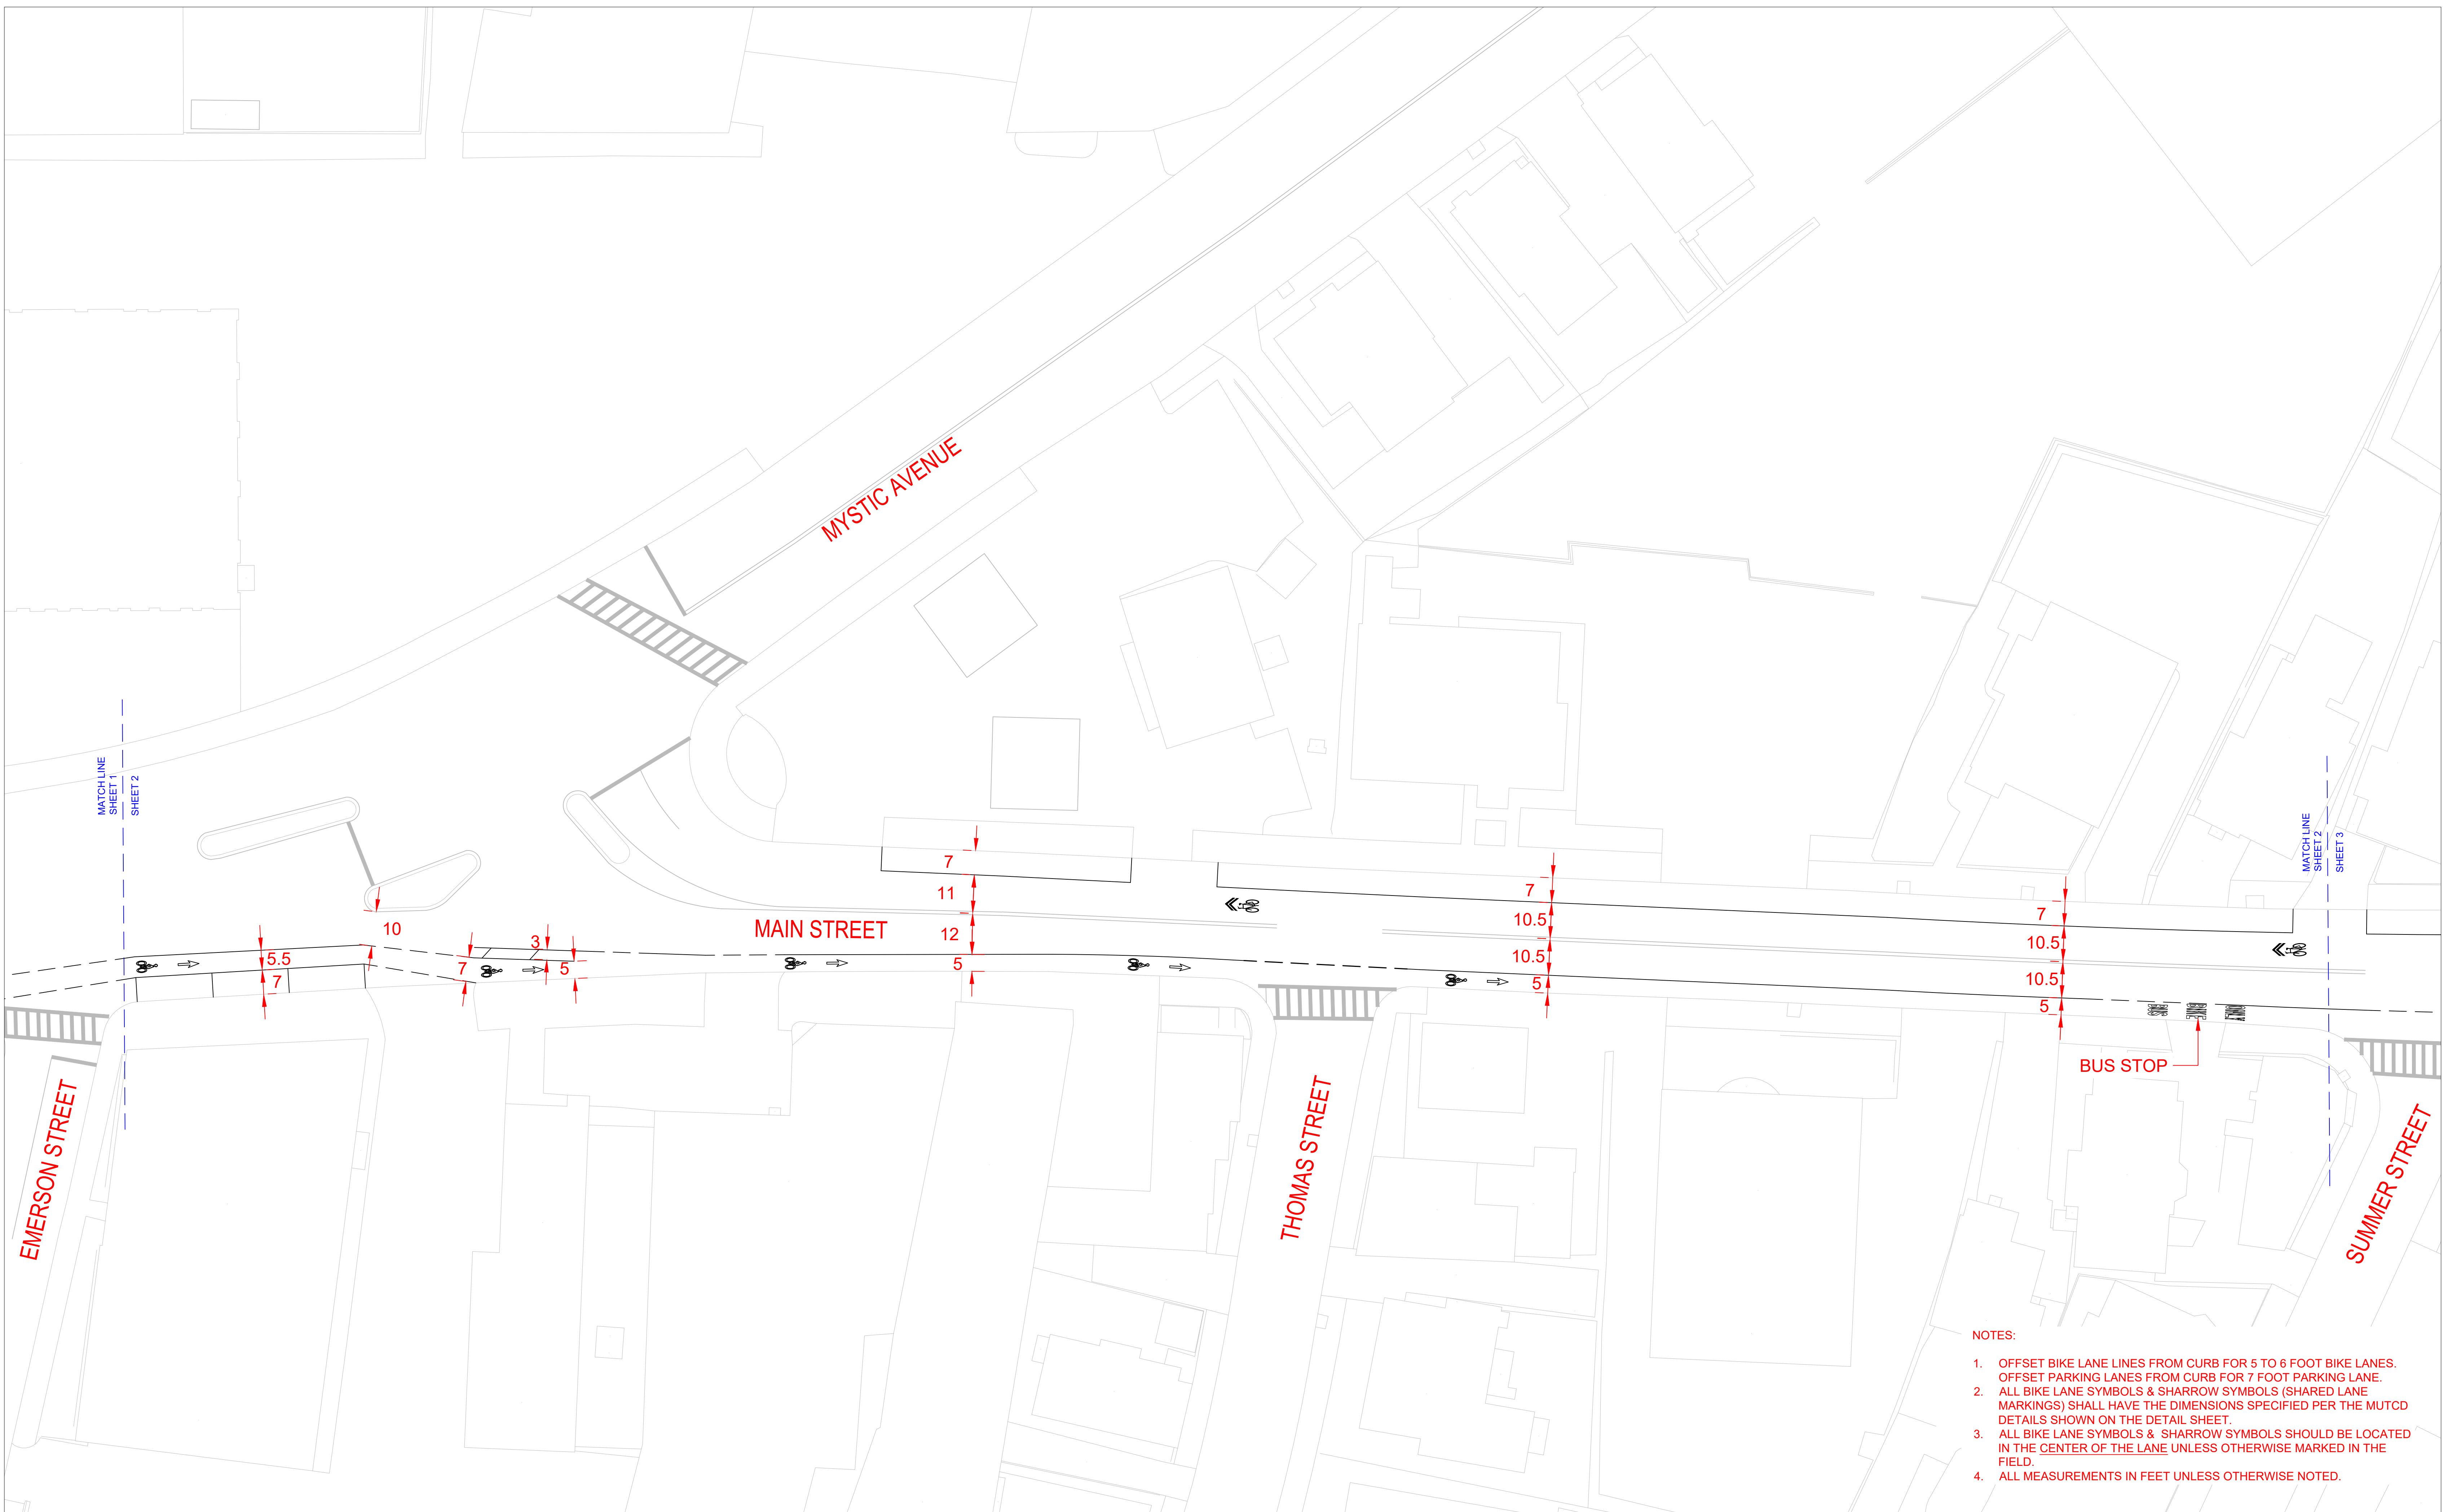 MYSTIC AVENUE
MATCH LINE
SHEET 1
SHEET 2
MATCH LINE
SHEET 2
SHEET 3
7
11
12
5
7
10.5
10.5
5
7
10.5
10.5
5
10
5.5
7
7
3
5
MAIN STREET
BUS STOP
EMERSON STREET
THOMAS STREET
SUMMER STREET
NOTES:
1. OFFSET BIKE LANE LINES FROM CURB FOR 5 TO 6 FOOT BIKE LANES.
OFFSET PARKING LANES FROM CURB FOR 7 FOOT PARKING LANE.
2. ALL BIKE LANE SYMBOLS & SHARROW SYMBOLS (SHARED LANE
MARKINGS) SHALL HAVE THE DIMENSIONS SPECIFIED PER THE MUTCD
DETAILS SHOWN ON THE DETAIL SHEET.
3. ALL BIKE LANE SYMBOLS & SHARROW SYMBOLS SHOULD BE LOCATED
IN THE CENTER OF THE LANE UNLESS OTHERWISE MARKED IN THE
FIELD.
4. ALL MEASUREMENTS IN FEET UNLESS OTHERWISE NOTED.